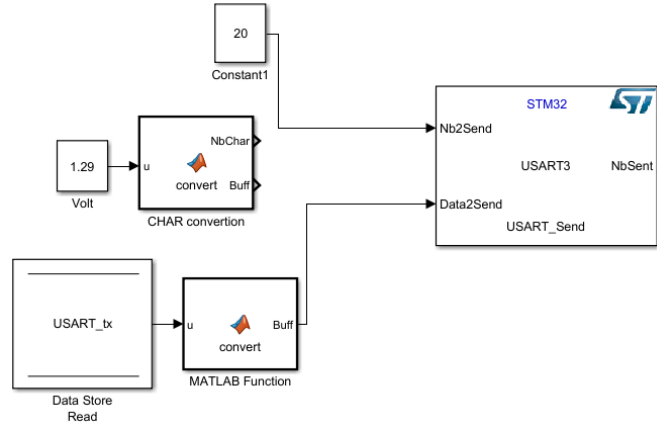 20
Constant1
STM32
Nb2Send
USART3
NbSent
Data2Send
USART_Send
1.29
Volt
u
NbChar
convert
Buff
CHAR convertion
USART_tx
Data Store
Read
u
Buff
convert
MATLAB Function